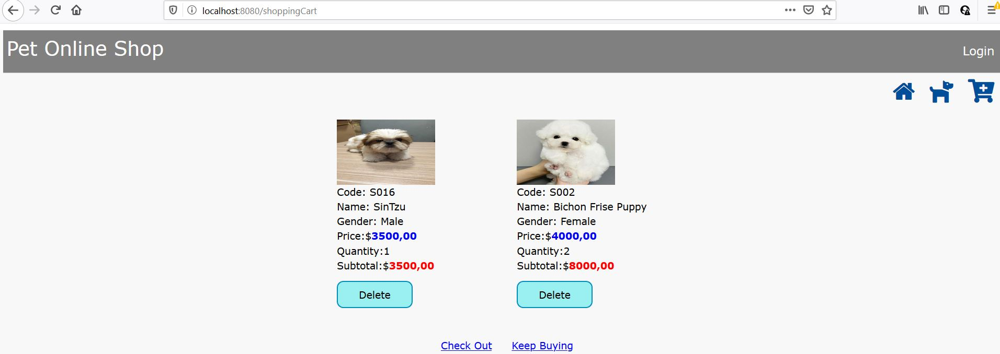 localhost:8080/shoppingCart
Pet Online Shop
Login
Code: S016
Name: SinTzu
Gender: Male
Price:$3500,00
Quantity:1
Subtotal:$3500,00
Delete
Code: S002
Name: Bichon Frise Puppy
Gender: Female
Price:$4000,00
Quantity:2
Subtotal:$8000,00
Delete
Check Out Keep Buying